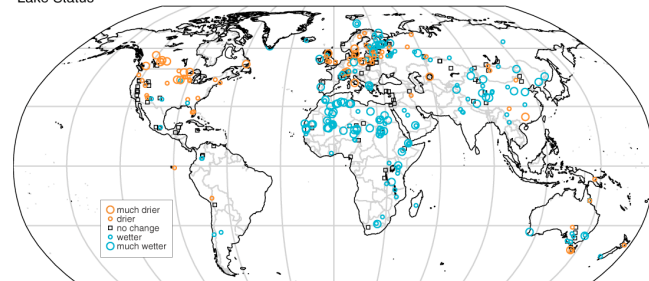 Lake Status
much drier
drier
no change
wetter
much wetter